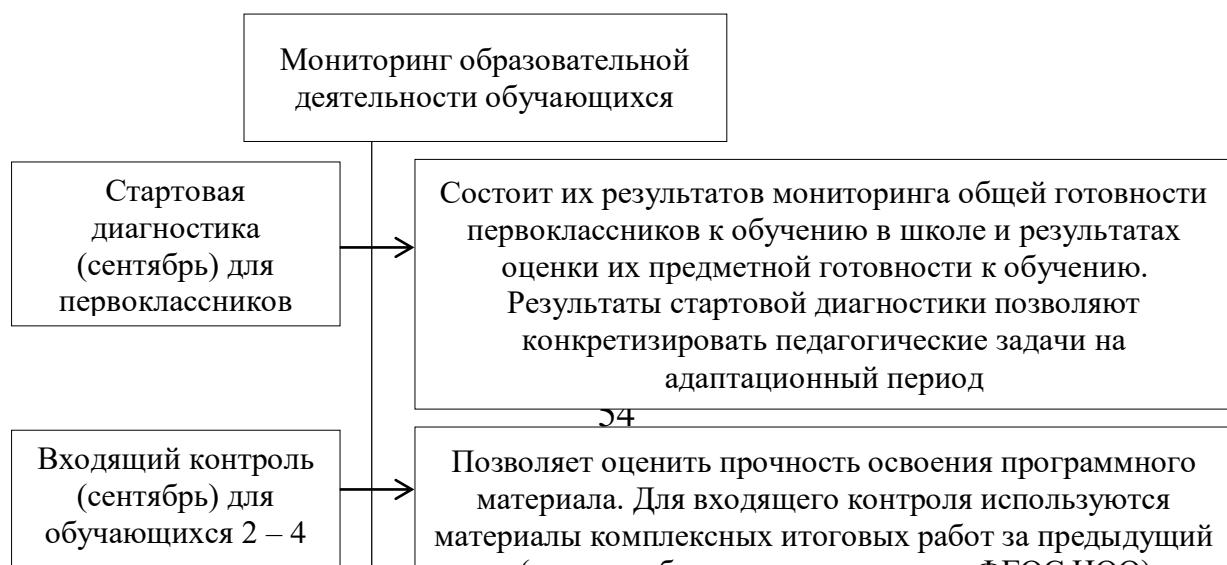 Мониторинг образовательной
деятельности обучающихся
Стартовая
диагностика
(сентябрь) для
первоклассников
Состоит их результатов мониторинга общей готовности
первоклассников к обучению в школе и результатах
оценки их предметной готовности к обучению.
Результаты стартовой диагностики позволяют
конкретизировать педагогические задачи на
адаптационный период
54
Входящий контроль
(сентябрь) для
обучающихся 2 – 4
Позволяет оценить прочность освоения программного
материала. Для входящего контроля используются
материалы комплексных итоговых работ за предыдущий
ФГОС НОО)